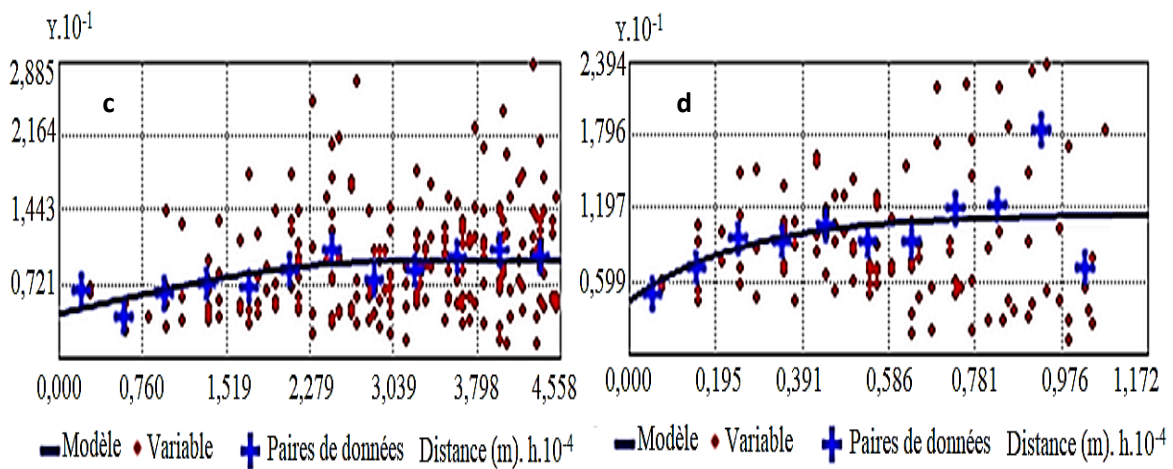 Y.10-1
2,885
c
2,164
1,443
0,721
0,000 0,760 1,519 2,279 3,039 3,798 4,558
Modèle Variable Paires de données Distance (m). h.10-4
Y.10-1
2,394
d
1,796
1,197
0,599
0,000 0,195 0,391 0,586 0,781 0,976 1,172
Modèle Variable Paires de données Distance (m). h.10-4